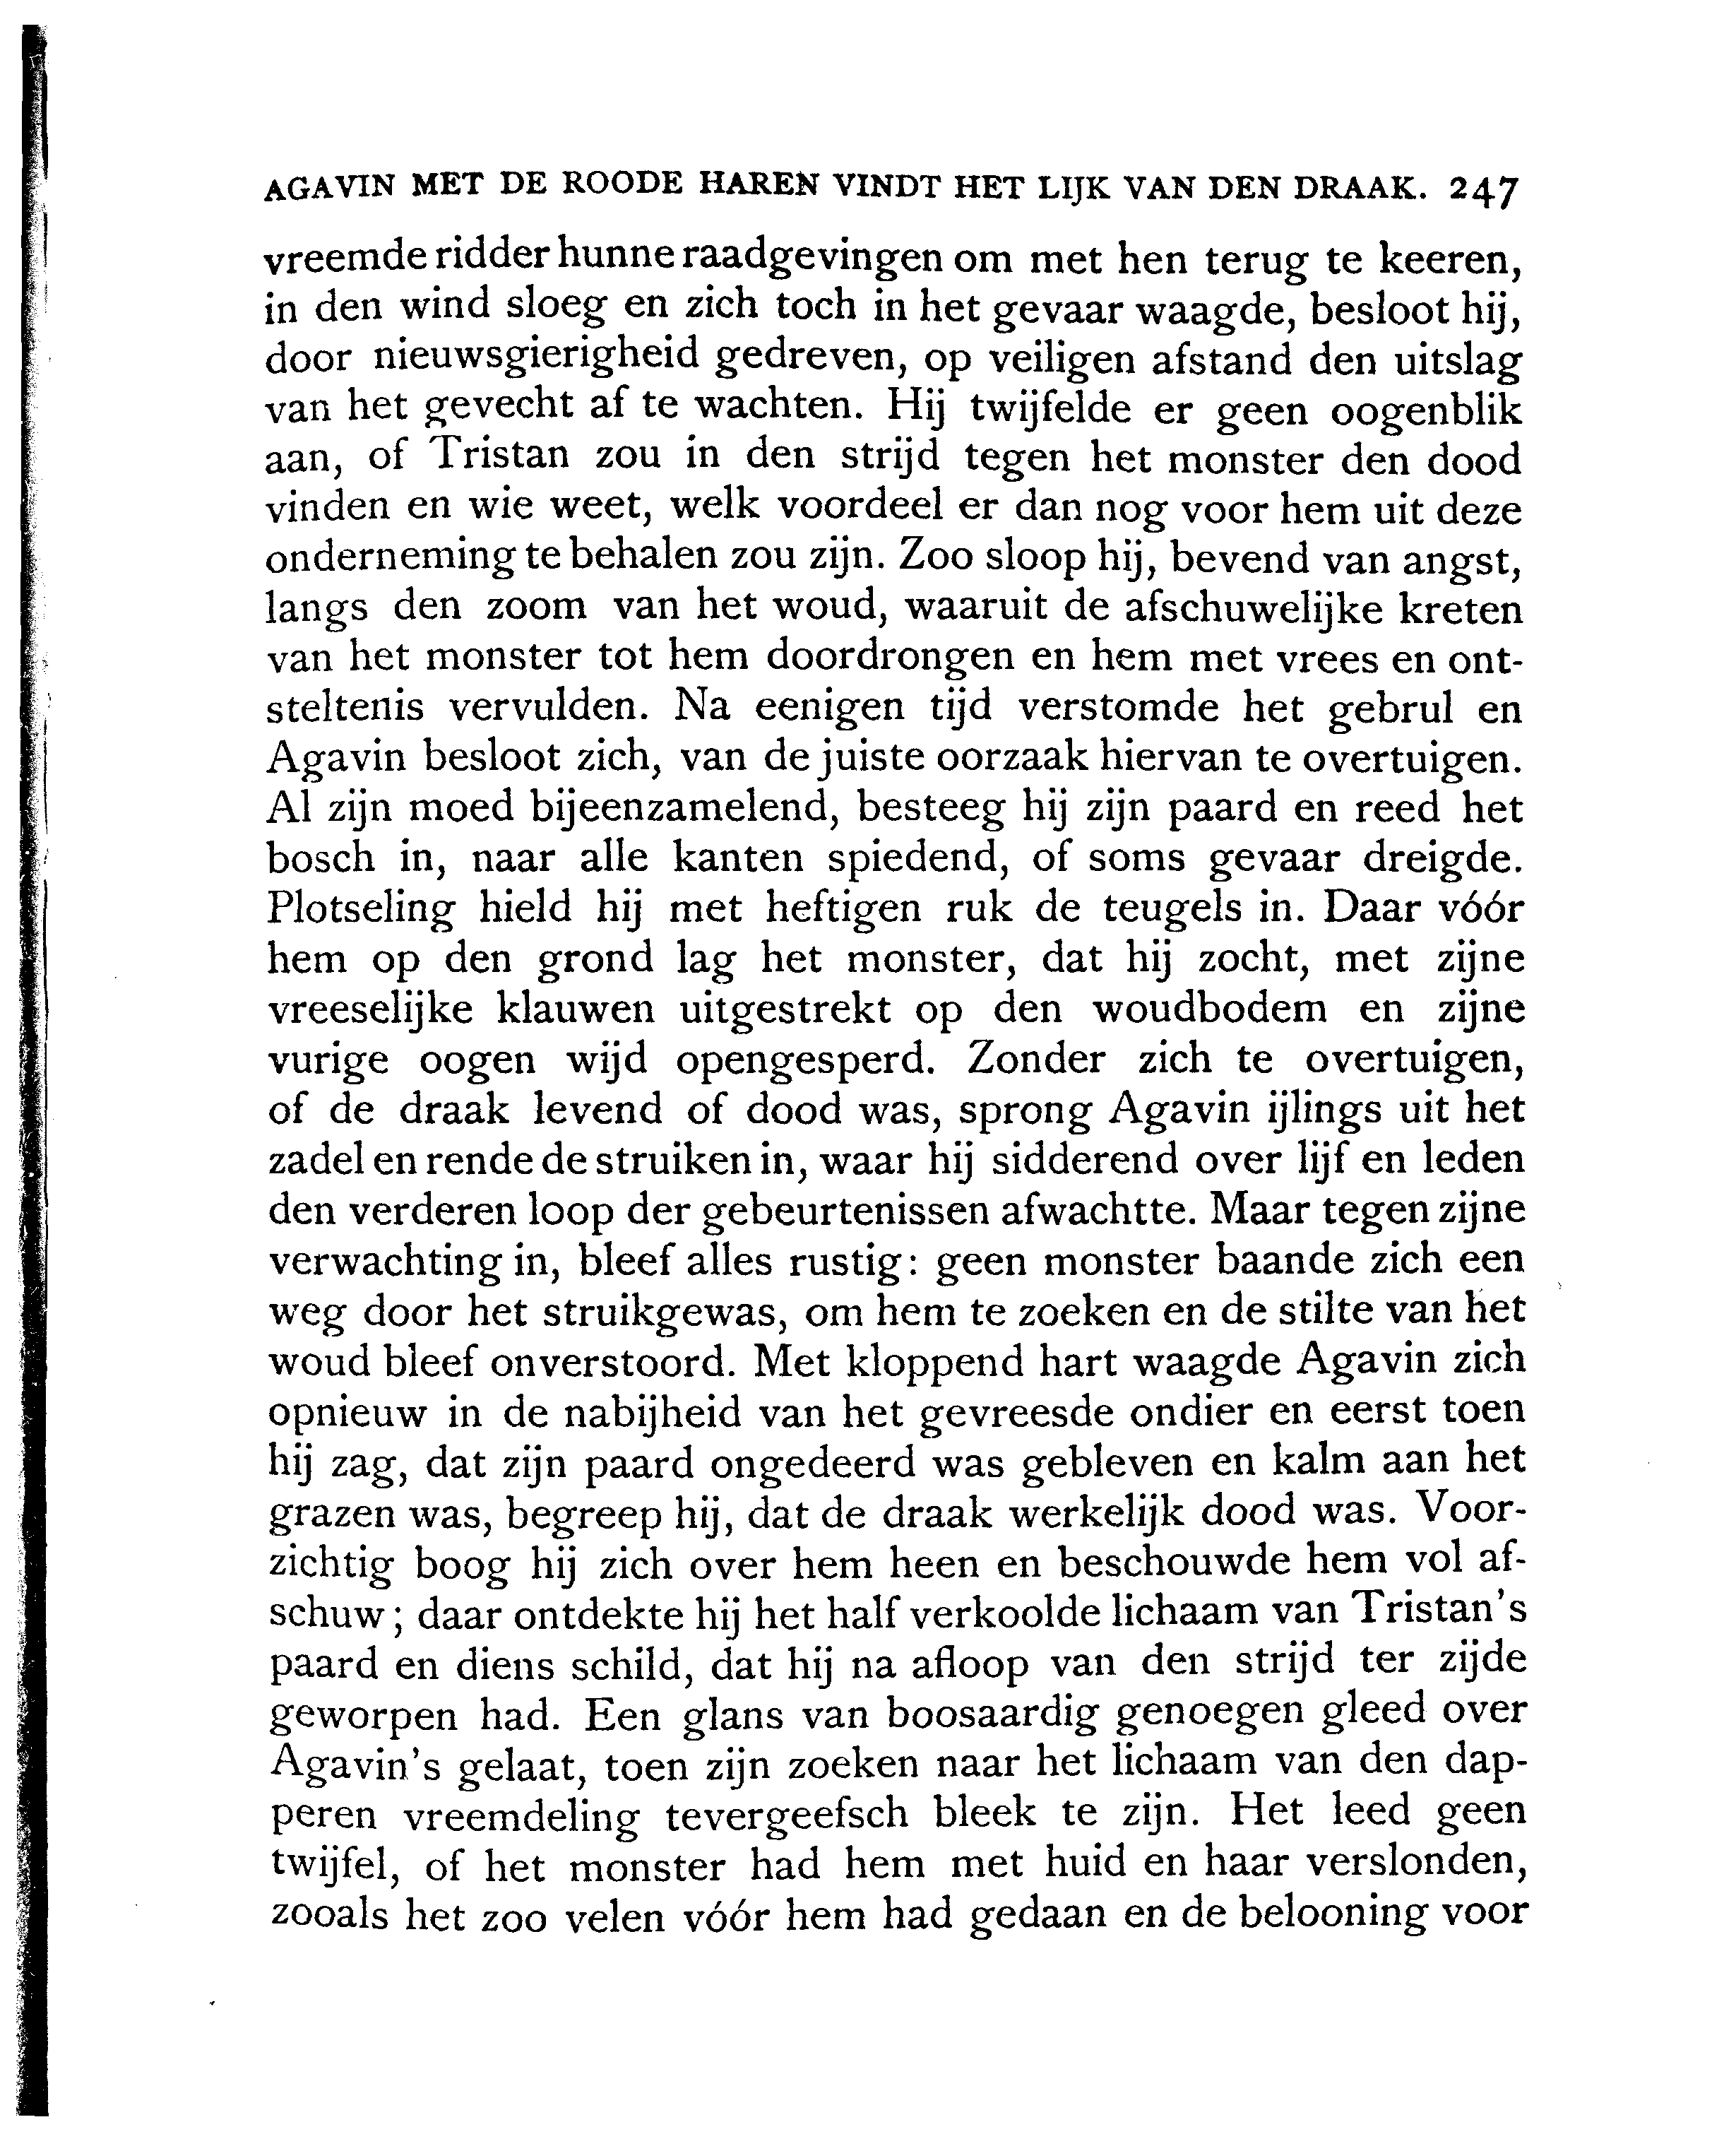 AGAVIN MET DE ROODE HAREN VINDT HET LIJK VAN DEN DRAAK. 247
vreemde ridder hunne raadgevingen om met hen terug te keeren,
in den wind sloeg en zich toch in het gevaar waagde, besloot hij,
door nieuwsgierigheid gedreven, op veiligen afstand den uitslag
van het gevecht af te wachten. Hij twijfelde er geen oogenblik
aan, of Tristan zou in den strijd tegen het monster den dood
vinden en wie weet, welk voordeel er dan nog voor hem uit deze
onderneming te behalen zou zijn. Zoo sloop hij, bevend van angst,
langs den zoom van het woud, waaruit de afschuwelijke kreten
van het monster tot hem doordrongen en hem met vrees en ont-
steltenis vervulden. Na eenigen tijd verstomde het gebrul en
Agavin besloot zich, van de juiste oorzaak hiervan te overtuigen.
Al zijn moed bijeenzamelend, besteeg hij zijn paard en reed het
bosch in, naar alle kanten spiedend, of soms gevaar dreigde.
Plotseling hield hij met heftigen ruk de teugels in. Daar vóór
hem op den grond lag het monster, dat hij zocht, met zijne
vreeselijke klauwen uitgestrekt op den woudbodem en zijne
vurige oogen wijd opengesperd. Zonder zich te overtuigen,
of de draak levend of dood was, sprong Agavin ijlings uit het
zadel en rende de struiken in, waar hij sidderend over lijf en leden
den verderen loop der gebeurtenissen afwachtte. Maar tegen zijne
verwachting in, bleef alles rustig: geen monster baande zich een
weg door het struikgewas, om hem te zoeken en de stilte van het
woud bleef onverstoord. Met kloppend hart waagde Agavin zich
opnieuw in de nabijheid van het gevreesde ondier en eerst toen
hij zag, dat zijn paard ongedeerd was gebleven en kalm aan het
grazen was, begreep hij, dat de draak werkelijk dood was. Voor-
zichtig boog hij zich over hem heen en beschouwde hem vol af-
schuw; daar ontdekte hij het half verkoolde lichaam van Tristan's
paard en diens schild, dat hij na afloop van den strijd ter zijde
geworpen had. Een glans van boosaardig genoegen gleed over
Agavin's gelaat, toen zijn zoeken naar het lichaam van den dap-
peren vreemdeling tevergeefsch bleek te zijn. Het leed geen
twijfel, of het monster had hem met huid en haar verslonden,
zooals het zoo velen vóór hem had gedaan en de belooning voor